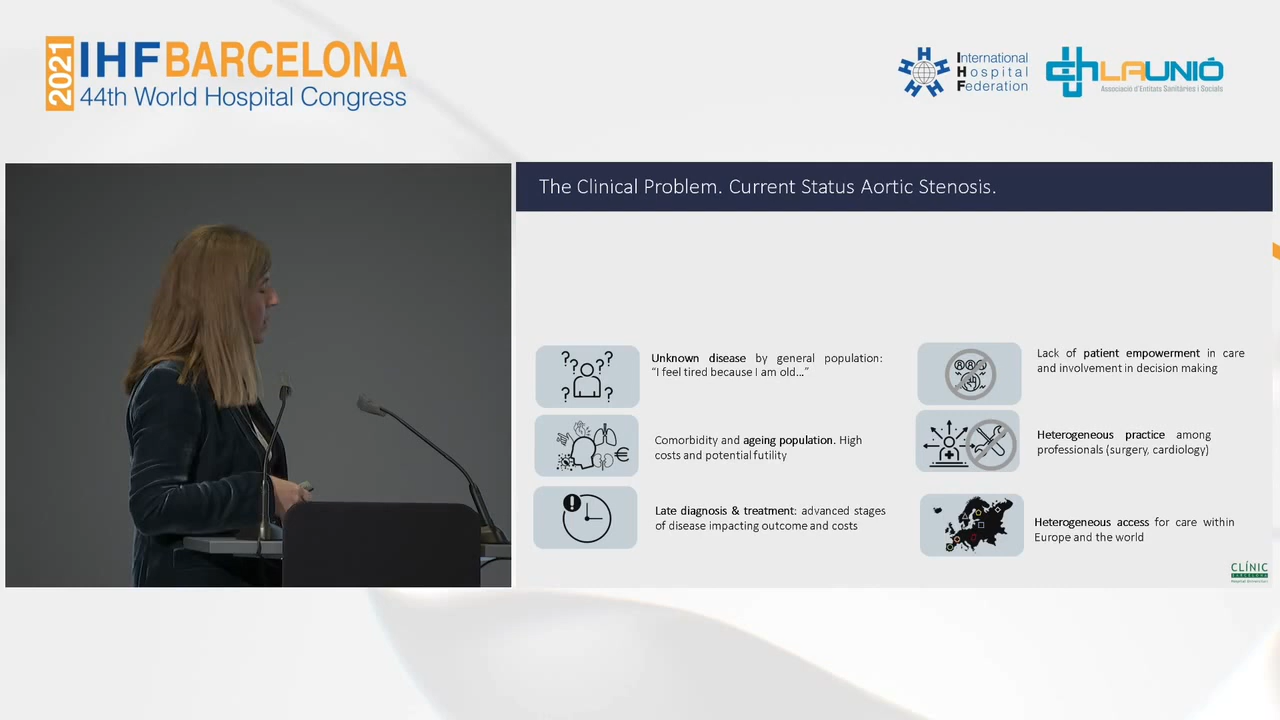 2021
IHF BARCELONA
44th World Hospital Congress
International
Hospital
Federation
LAUNIÓ
Associació d'Entitats Sanitàries i Socials
The Clinical Problem. Current Status Aortic Stenosis.
Unknown disease by general population:
“I feel tired because I am old...”
Comorbidity and ageing population. High
costs and potential futility
Late diagnosis & treatment: advanced stages
of disease impacting outcome and costs
Lack of patient empowerment in care
and involvement in decision making
Heterogeneous practice among
professionals (surgery, cardiology)
Heterogeneous access for care within
Europe and the world
CLÍNIC
BARCELONA
Hospital Universitari